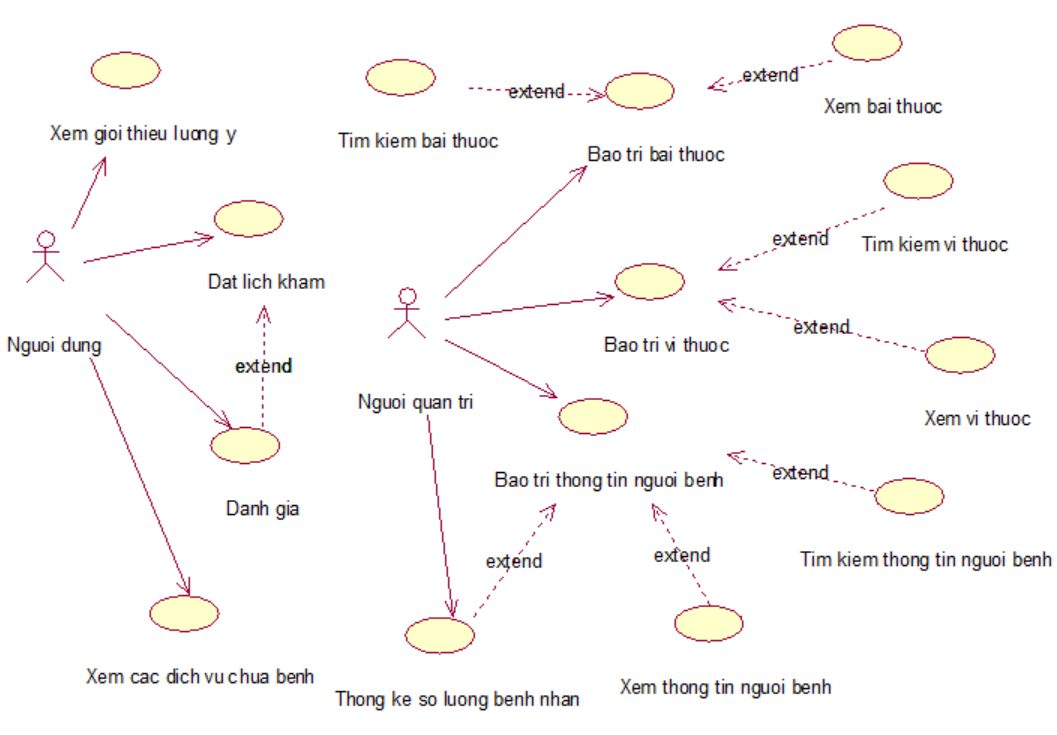 Xem gioi thieu luong y
Tim kiem bai thuoc
extend
Bao tri bai thuoc
extend
Xem bai thuoc
Nguoi dung
Dat lich kham
extend
Danh gia
Xem cac dich vu chua benh
Nguoi quan tri
Bao tri vi thuoc
extend
Tim kiem vi thuoc
extend
Xem vi thuoc
Bao tri thong tin nguoi benh
extend
Tim kiem thong tin nguoi benh
extend
Thong ke so luong benh nhan
extend
Xem thong tin nguoi benh